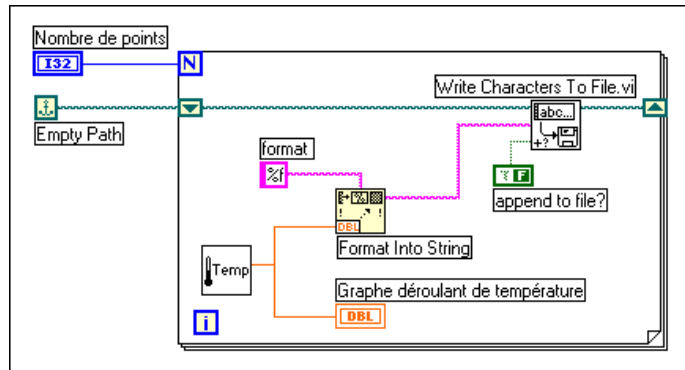 Nombre de points
I32
N
Write Characters To File.vi
abc...
Empty Path
+?
format
%f
F
append to file?
%
! !
DBL
Format Into String
Temp
Graphe déroulant de température
DBL
i